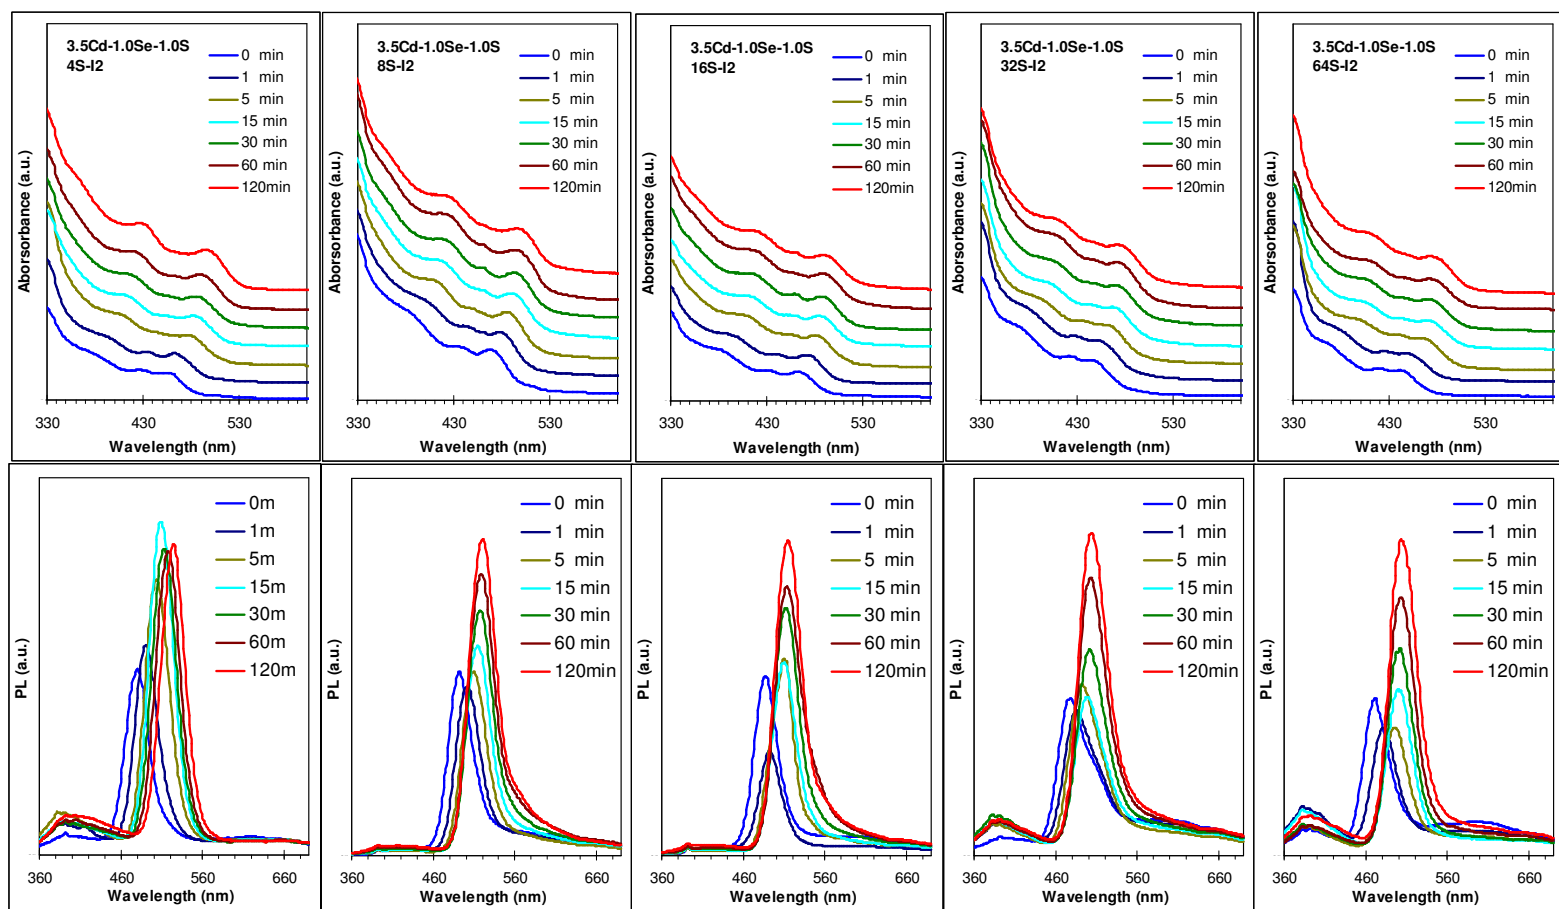 3.5Cd-1.0Se-1.0S
4S-I2
0 min
1 min
5 min
15 min
30 min
60 min
120min
Aborsorbance (a.u.)
330 430 530
Wavelength (nm)
3.5Cd-1.0Se-1.0S
8S-I2
0 min
1 min
5 min
15 min
30 min
60 min
120min
Aborsorbance (a.u.)
330 430 530
Wavelength (nm)
3.5Cd-1.0Se-1.0S
16S-I2
0 min
1 min
5 min
15 min
30 min
60 min
120min
Aborsorbance (a.u.)
330 430 530
Wavelength (nm)
3.5Cd-1.0Se-1.0S
32S-I2
0 min
1 min
5 min
15 min
30 min
60 min
120min
Aborsorbance (a.u.)
330 430 530
Wavelength (nm)
3.5Cd-1.0Se-1.0S
64S-I2
0 min
1 min
5 min
15 min
30 min
60 min
120min
Aborsorbance (a.u.)
330 430 530
Wavelength (nm)
0m
1m
5m
15m
30m
60m
120m
PL (a.u.)
360 460 560 660
Wavelength (nm)
0 min
1 min
5 min
15 min
30 min
60 min
120min
PL (a.u.)
360 460 560 660
Wavelength (nm)
0 min
1 min
5 min
15 min
30 min
60 min
120min
PL (a.u.)
360 460 560 660
Wavelength (nm)
0 min
1 min
5 min
15 min
30 min
60 min
120min
PL (a.u.)
360 460 560 660
Wavelength (nm)
0 min
1 min
5 min
15 min
30 min
60 min
120min
PL (a.u.)
360 460 560 660
Wavelength (nm)